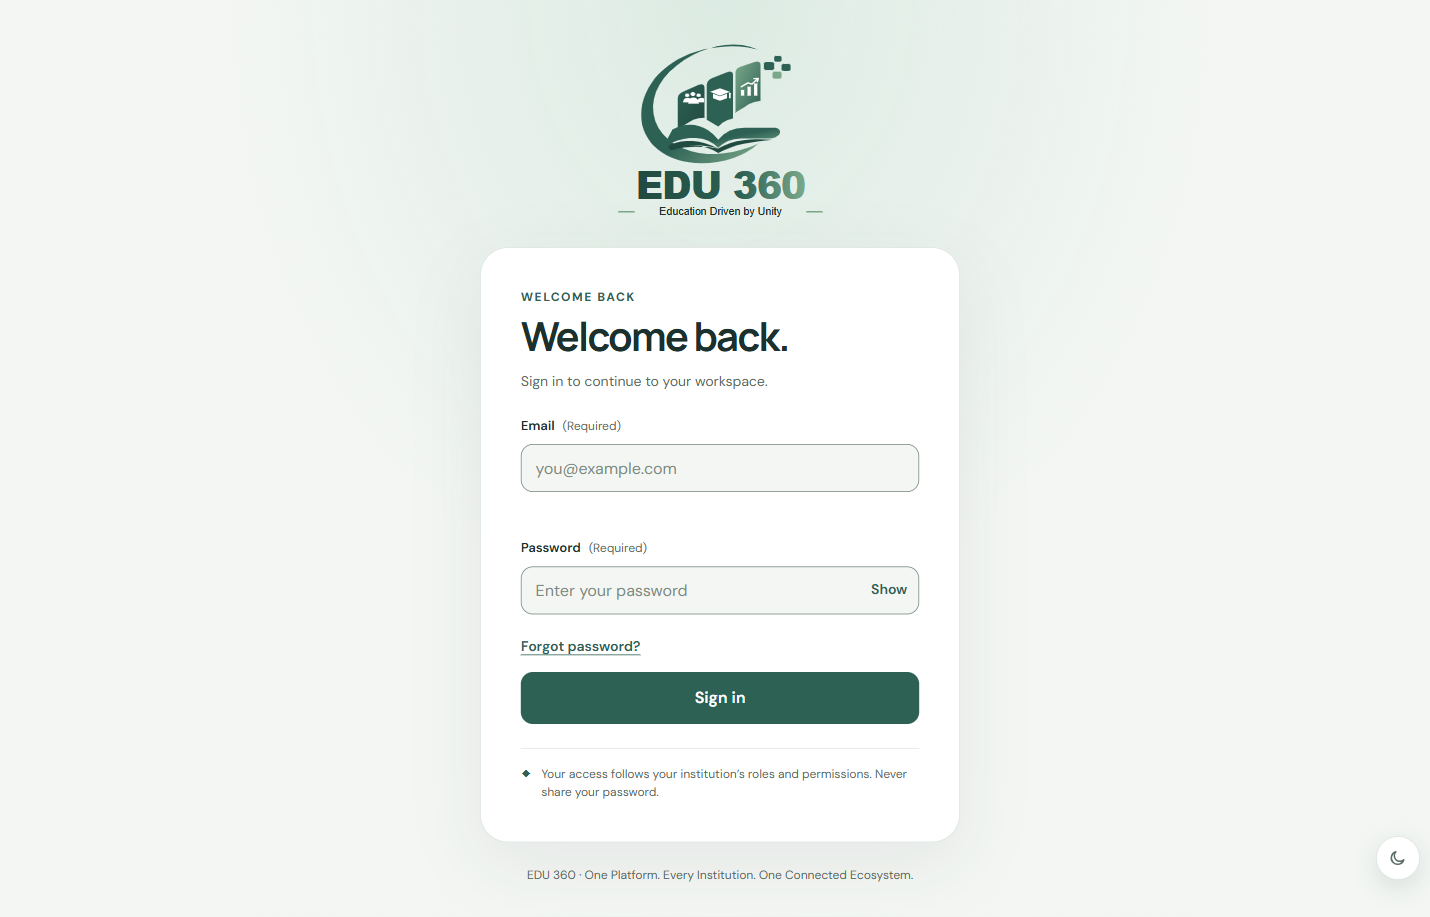 EDU 360
Education Driven by Unity
WELCOME BACK
Welcome back.
Sign in to continue to your workspace.
Email (Required)
you@example.com
Password (Required)
Enter your password Show
Forgot password?
Sign in
Your access follows your institution’s roles and permissions. Never
share your password.
EDU 360 · One Platform. Every Institution. One Connected Ecosystem.